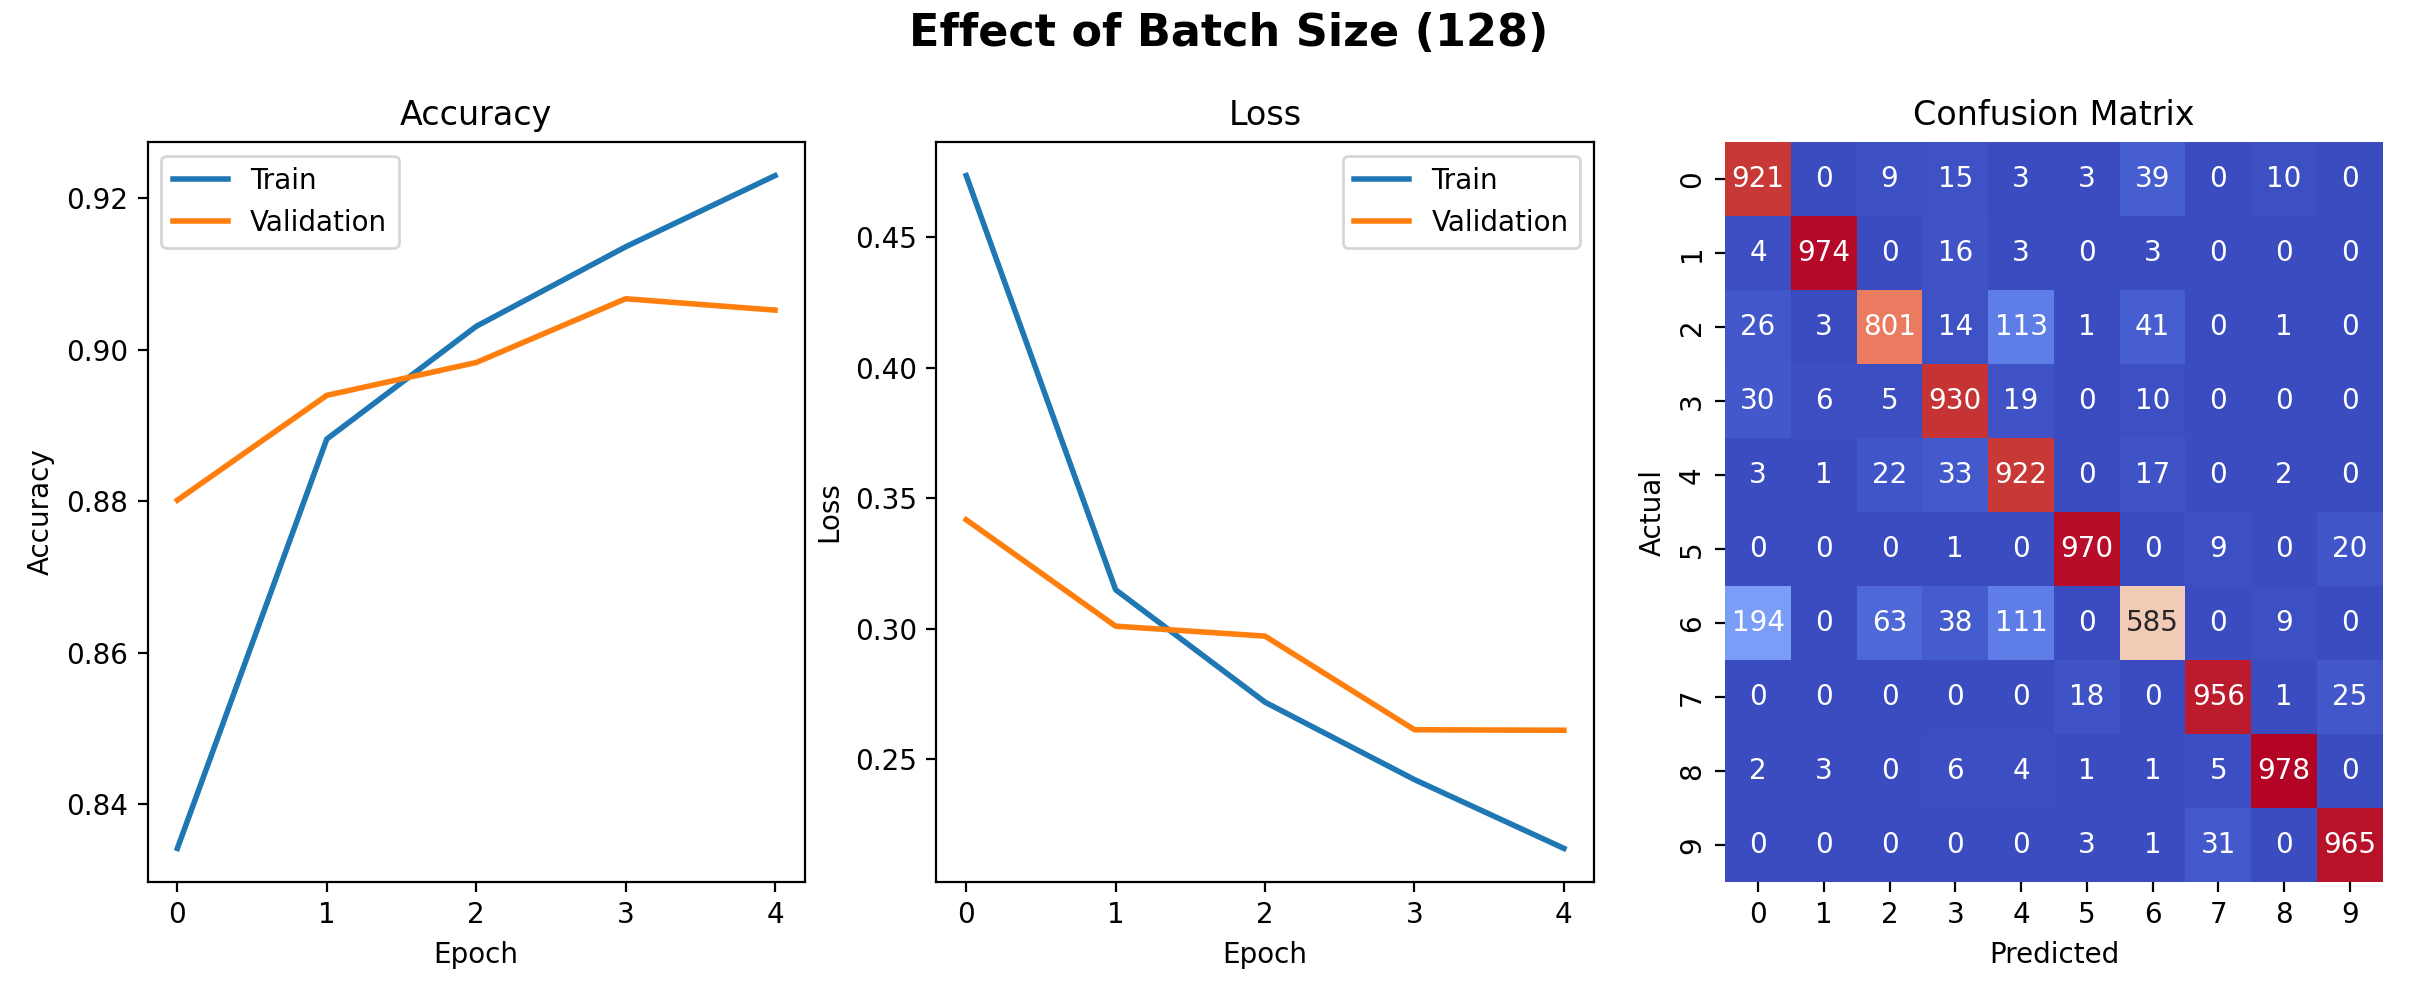 Effect of Batch Size (128)
Accuracy
Train
Validation
0.92
0.90
0.88
0.86
0.84
Accuracy
0 1 2 3 4
Epoch
Loss
Train
Validation
0.45
0.40
0.35
0.30
0.25
Loss
0 1 2 3 4
Epoch
Confusion Matrix
Actual
0 921 0 9 15 3 3 39 0 10 0
1 4 974 0 16 3 0 3 0 0 0
2 26 3 801 14 113 1 41 0 1 0
3 30 6 5 930 19 0 10 0 0 0
4 3 1 22 33 922 0 17 0 2 0
5 0 0 0 1 0 970 0 9 0 20
6 194 0 63 38 111 0 585 0 9 0
7 0 0 0 0 0 18 0 956 1 25
8 2 3 0 6 4 1 1 5 978 0
9 0 0 0 0 0 3 1 31 0 965
0 1 2 3 4 5 6 7 8 9
Predicted